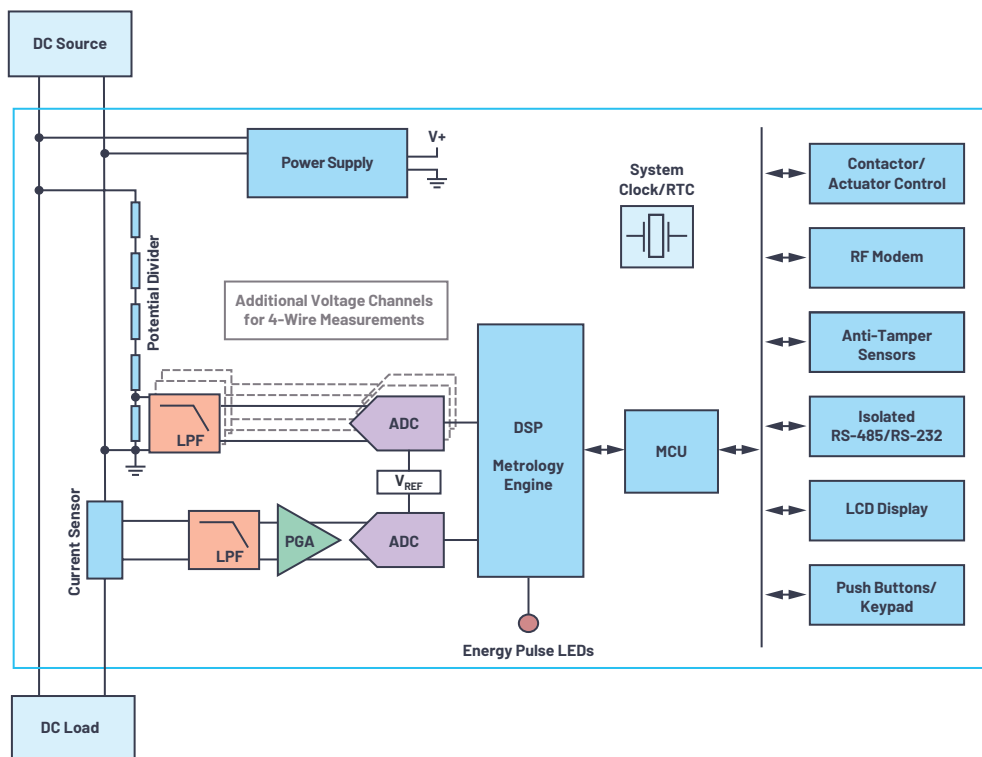 DC Source
Power Supply
V+
System
Clock/RTC
Contactor/
Actuator Control
RF Modem
Potential Divider
Additional Voltage Channels
for 4-Wire Measurements
Anti-Tamper
Sensors
LPF
ADC
DSP
Metrology
Engine
MCU
Isolated
RS-485/RS-232
VREF
LCD Display
Current Sensor
LPF
PGA
ADC
Push Buttons/
Keypad
Energy Pulse LEDs
DC Load